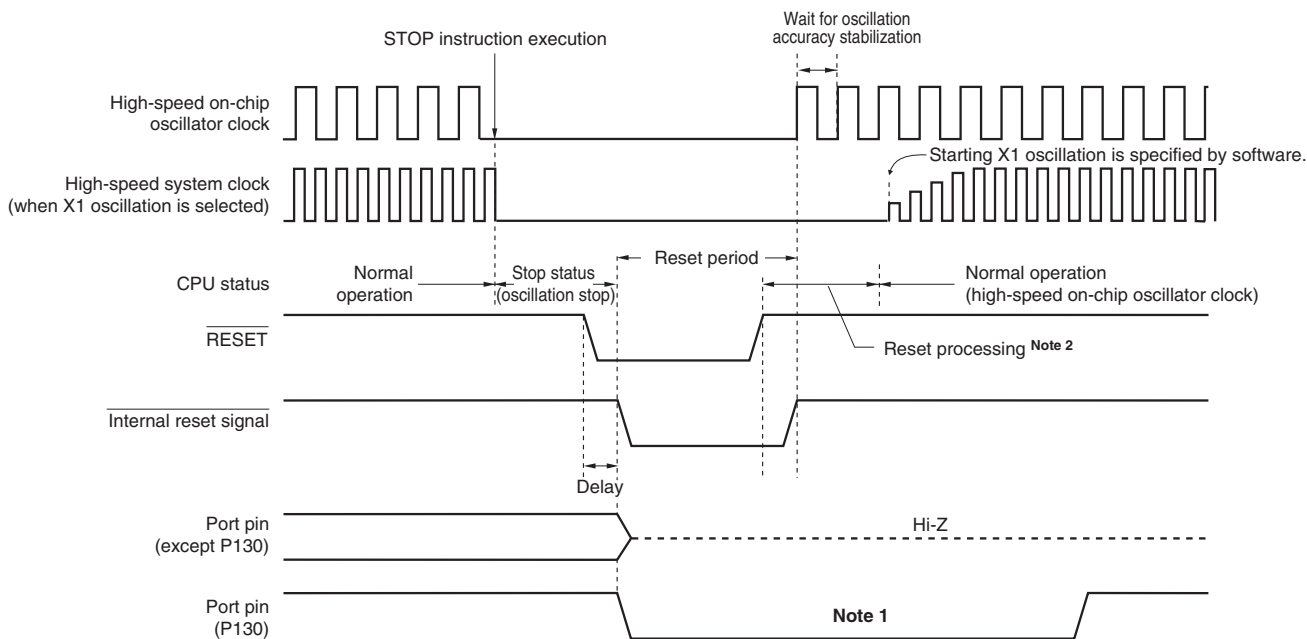 Wait for oscillation
accuracy stabilization
STOP instruction execution
High-speed on-chip
oscillator clock
Starting X1 oscillation is specified by software.
High-speed system clock
(when X1 oscillation is selected)
Reset period
CPU status
Normal
operation
Stop status
(oscillation stop)
Normal operation
(high-speed on-chip oscillator clock)
RESET
Reset processing Note 2
Internal reset signal
Delay
Port pin
(except P130)
Hi-Z
Port pin
(P130)
Note 1